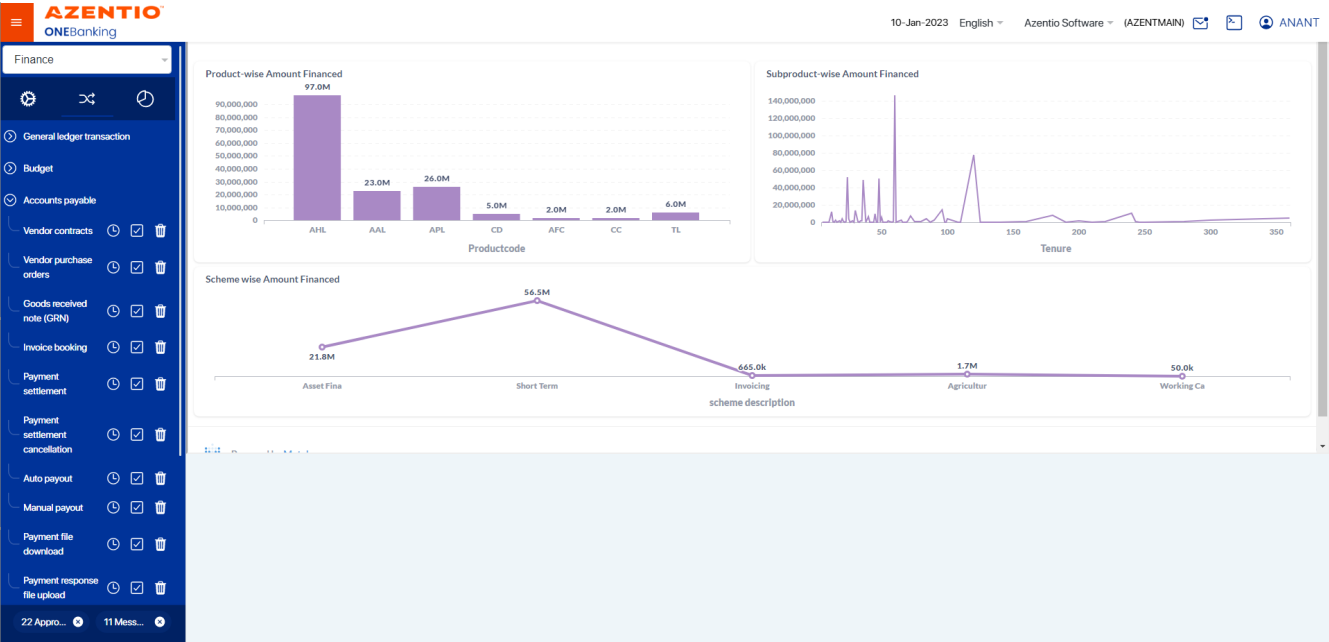 AZENTIO
ONEBanking
10-Jan-2023 English Azentio Software (AZENTMAIN) ANANT
Finance
General ledger transaction
Budget
Accounts payable
Vendor contracts
Vendor purchase
orders
Goods received
note (GRN)
Invoice booking
Payment
settlement
Payment
settlement
cancellation
Auto payout
Manual payout
Payment file
download
Payment response
file upload
22 Appro... 11 Mess...
Product-wise Amount Financed
97.0M
90,000,000
80,000,000
70,000,000
60,000,000
50,000,000
40,000,000
30,000,000
20,000,000
10,000,000
0
23.0M
26.0M
5.0M
2.0M
2.0M
6.0M
AHL AAL APL CD AFC CC TL
Productcode
Subproduct-wise Amount Financed
140,000,000
120,000,000
100,000,000
80,000,000
60,000,000
40,000,000
20,000,000
0
50 100 150 200 250 300 350
Tenure
Scheme wise Amount Financed
56.5M
21.8M
665.0k
1.7M
50.0k
Asset Fina Short Term Invoicing Agricultur Working Ca
scheme description